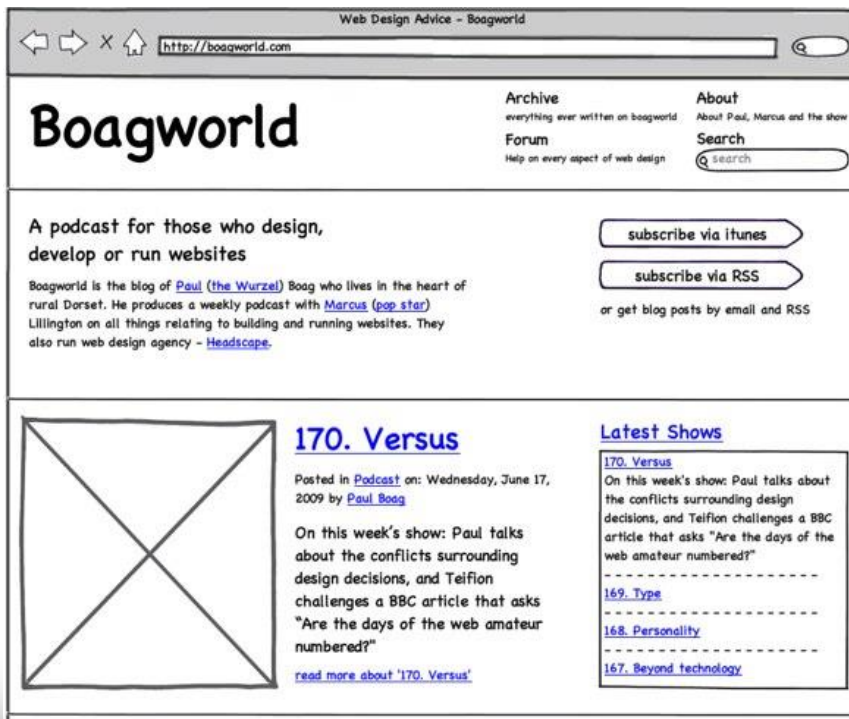 Web Design Advice - Boagworld
http://boagworld.com
Boagworld
Archive
everything ever written on boagworld
About
About Paul, Marcus and the show
Forum
Help on every aspect of web design
Search
search
A podcast for those who design,
develop or run websites
Boagworld is the blog of Paul (the Wurzel) Boag who lives in the heart of
rural Dorset. He produces a weekly podcast with Marcus (pop star)
Lillington on all things relating to building and running websites. They
also run web design agency - Headscape.
subscribe via itunes
subscribe via RSS
or get blog posts by email and RSS
170. Versus
Posted in Podcast on: Wednesday, June 17,
2009 by Paul Boag
On this week's show: Paul talks
about the conflicts surrounding
design decisions, and Teifion
challenges a BBC article that asks
"Are the days of the web amateur
numbered?"
read more about '170. Versus'
Latest Shows
170. Versus
On this week's show: Paul talks about
the conflicts surrounding design
decisions, and Teifion challenges a BBC
article that asks "Are the days of the
web amateur numbered?"
169. Type
168. Personality
167. Beyond technology